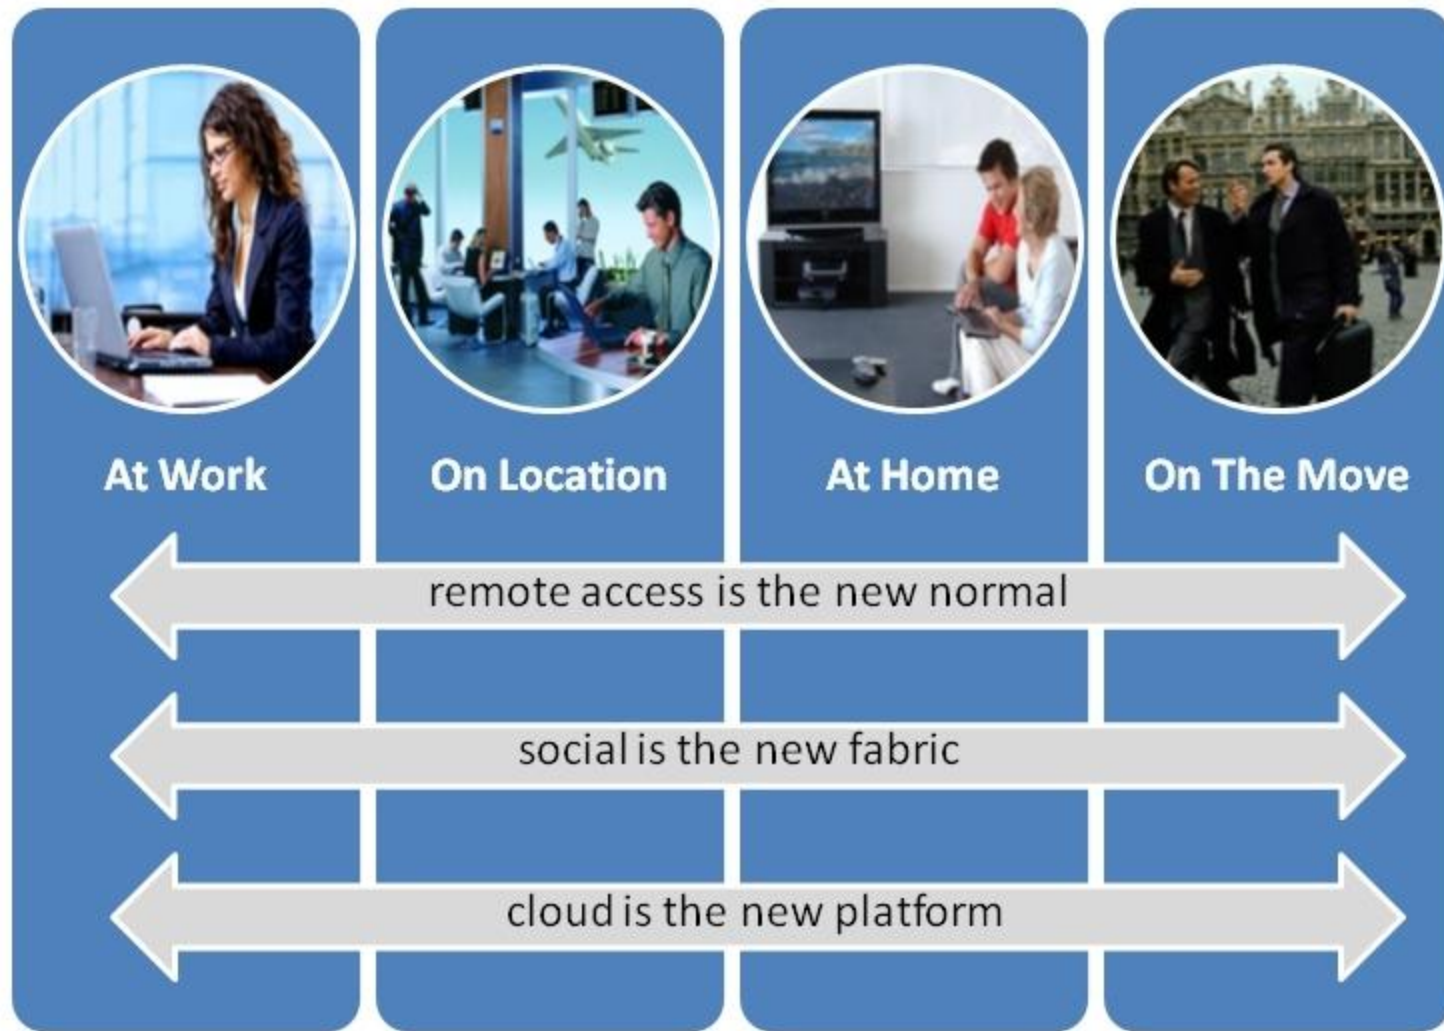 At Work
On Location
At Home
On The Move
remote access is the new normal
social is the new fabric
cloud is the new platform